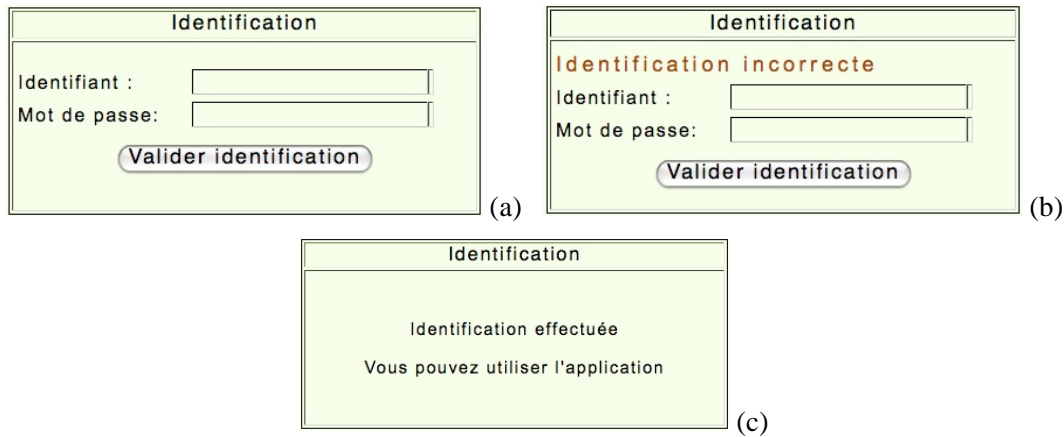 Identification
Identifiant :
Mot de passe:
Valider identification
(a)
Identification
Identification incorrecte
Identifiant :
Mot de passe:
Valider identification
(b)
Identification
Identification effectuée
Vous pouvez utiliser l'application
(c)